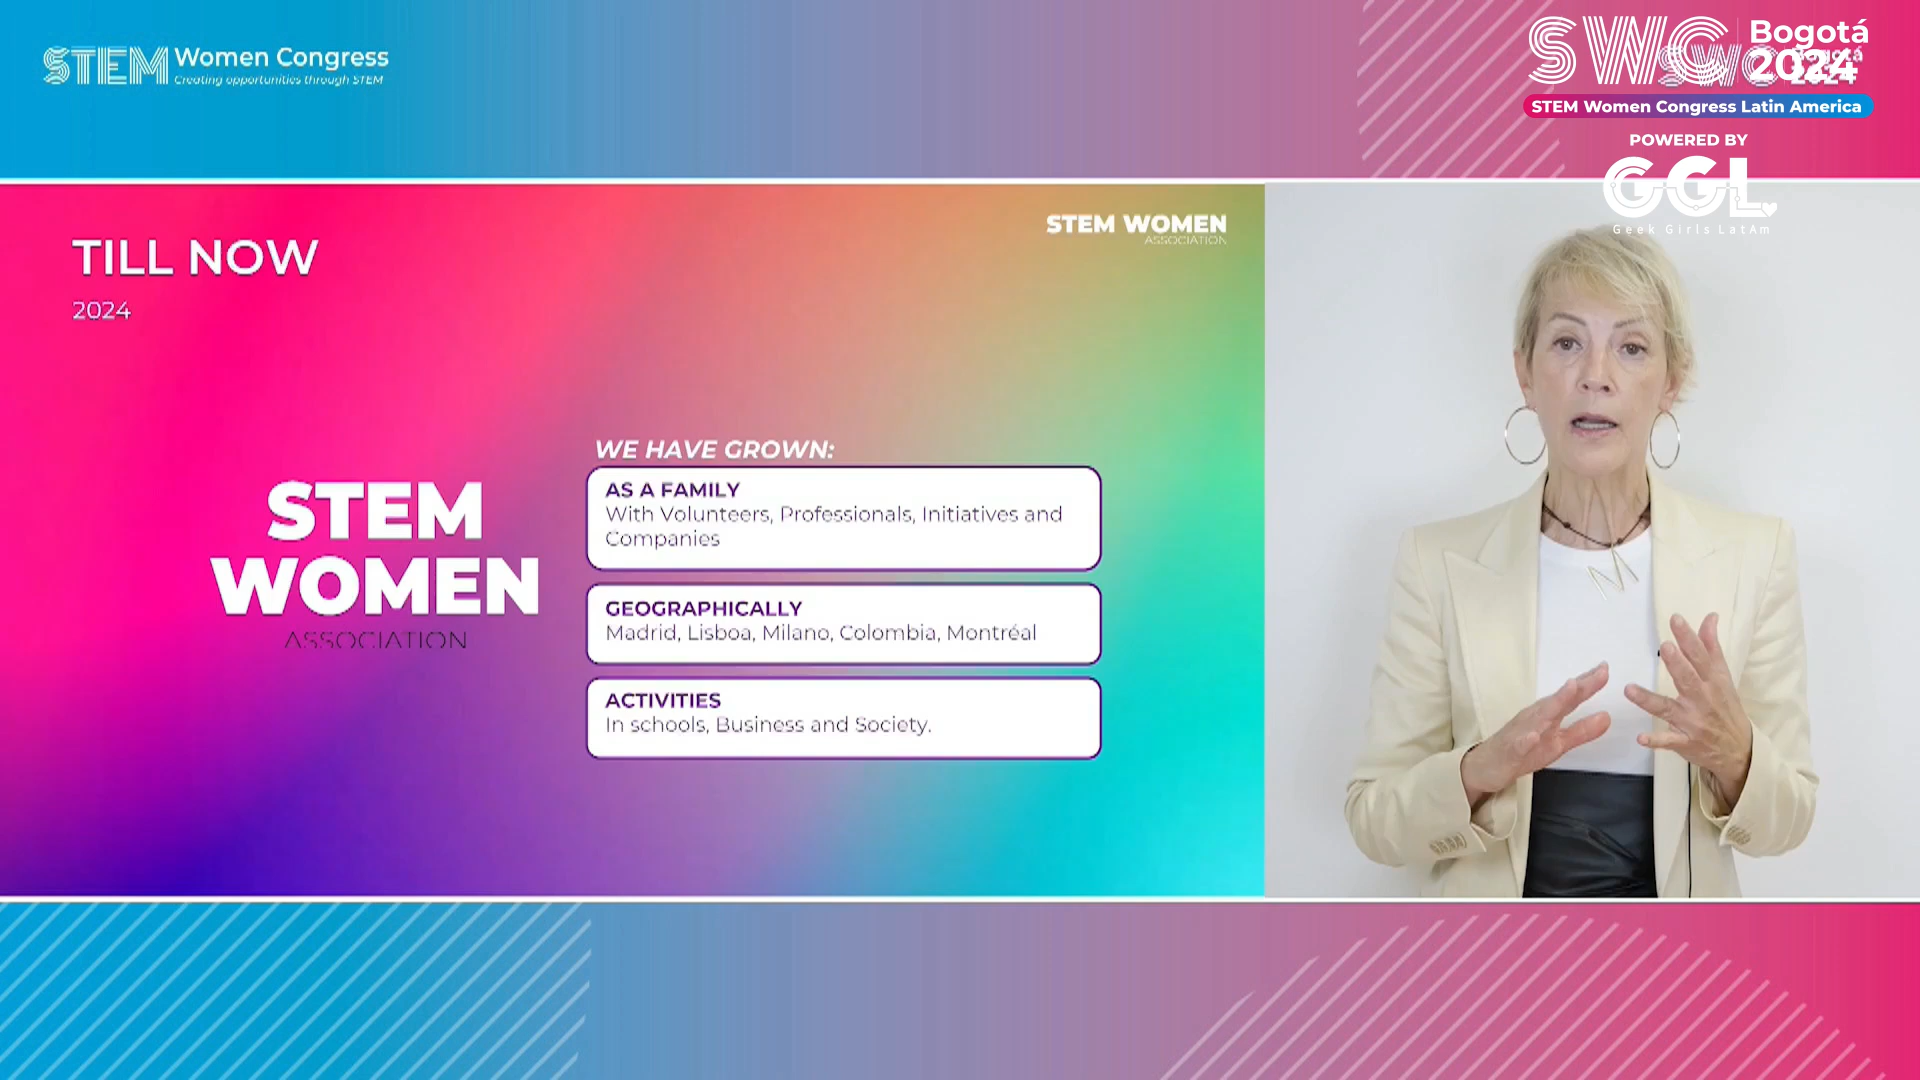 STEM Women Congress
Creating opportunities through STEM
SWC Bogotá
2024
STEM Women Congress Latin America
POWERED BY
GGL
Geek Girls LatAm
STEM WOMEN
ASSOCIATION
TILL NOW
2024
WE HAVE GROWN:
AS A FAMILY
With Volunteers, Professionals, Initiatives and
Companies
GEOGRAPHICALLY
Madrid, Lisboa, Milano, Colombia, Montréal
ACTIVITIES
In schools, Business and Society.
STEM
WOMEN
ASSOCIATION